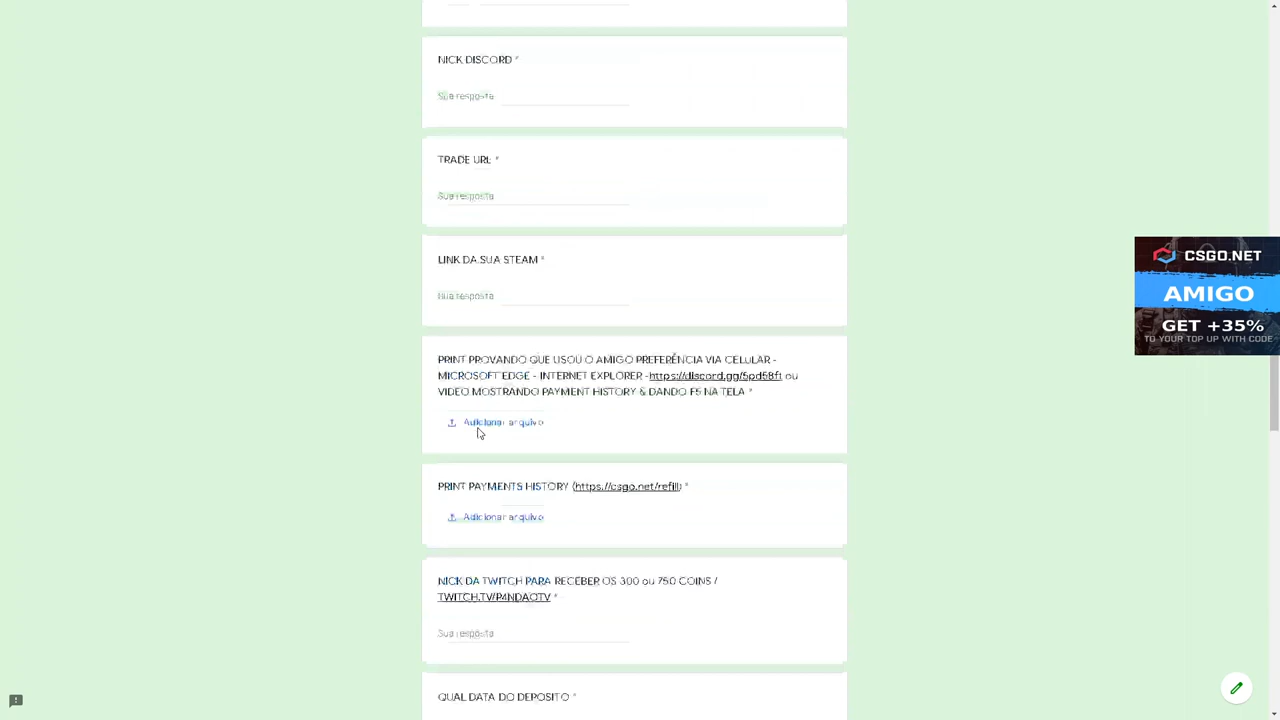 NICK DISCORD *
Sua resposta
TRADE URL *
Sua resposta
LINK DA SUA STEAM *
Sua resposta
PRINT PROVANDO QUE USOU O AMIGO PREFERÊNCIA VIA CELULAR -
MICROSOFT EDGE - INTERNET EXPLORER - https://discord.gg/5pd58f1 ou
VIDEO MOSTRANDO PAYMENT HISTORY & DANDO F5 NA TELA *
Adicionar arquivo
PRINT PAYMENTS HISTORY (https://csgo.net/refill) *
Adicionar arquivo
NICK DA TWITCH PARA RECEBER OS 300 ou 750 COINS /
TWITCH.TV/P4NDAOTV *
Sua resposta
QUAL DATA DO DEPOSITO *
CSGO.NET
AMIGO
GET +35%
TO YOUR TOP UP WITH CODE